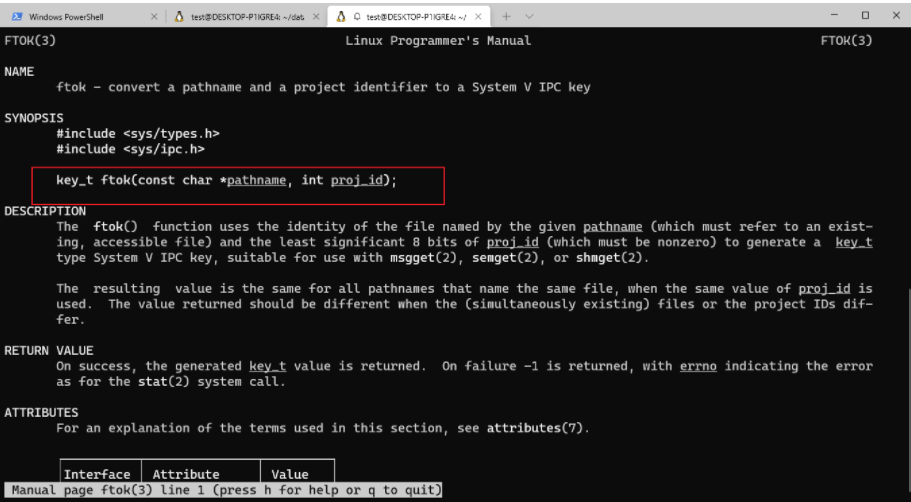 Windows PowerShell
test@DESKTOP-P1IGRE4: ~/dat
test@DESKTOP-P1IGRE4: ~/
FTOK(3) Linux Programmer's Manual FTOK(3)
NAME
ftok - convert a pathname and a project identifier to a System V IPC key
SYNOPSIS
#include <sys/types.h>
#include <sys/ipc.h>
key_t ftok(const char *pathname, int proj_id);
DESCRIPTION
The ftok() function uses the identity of the file named by the given pathname (which must refer to an exist-
ing, accessible file) and the least significant 8 bits of proj_id (which must be nonzero) to generate a key_t
type System V IPC key, suitable for use with msgget(2), semget(2), or shmget(2).
The resulting value is the same for all pathnames that name the same file, when the same value of proj_id is
used. The value returned should be different when the (simultaneously existing) files or the project IDs dif-
fer.
RETURN VALUE
On success, the generated key_t value is returned. On failure -1 is returned, with errno indicating the error
as for the stat(2) system call.
ATTRIBUTES
For an explanation of the terms used in this section, see attributes(7).
Interface Attribute Value
Manual page ftok(3) line 1 (press h for help or q to quit)